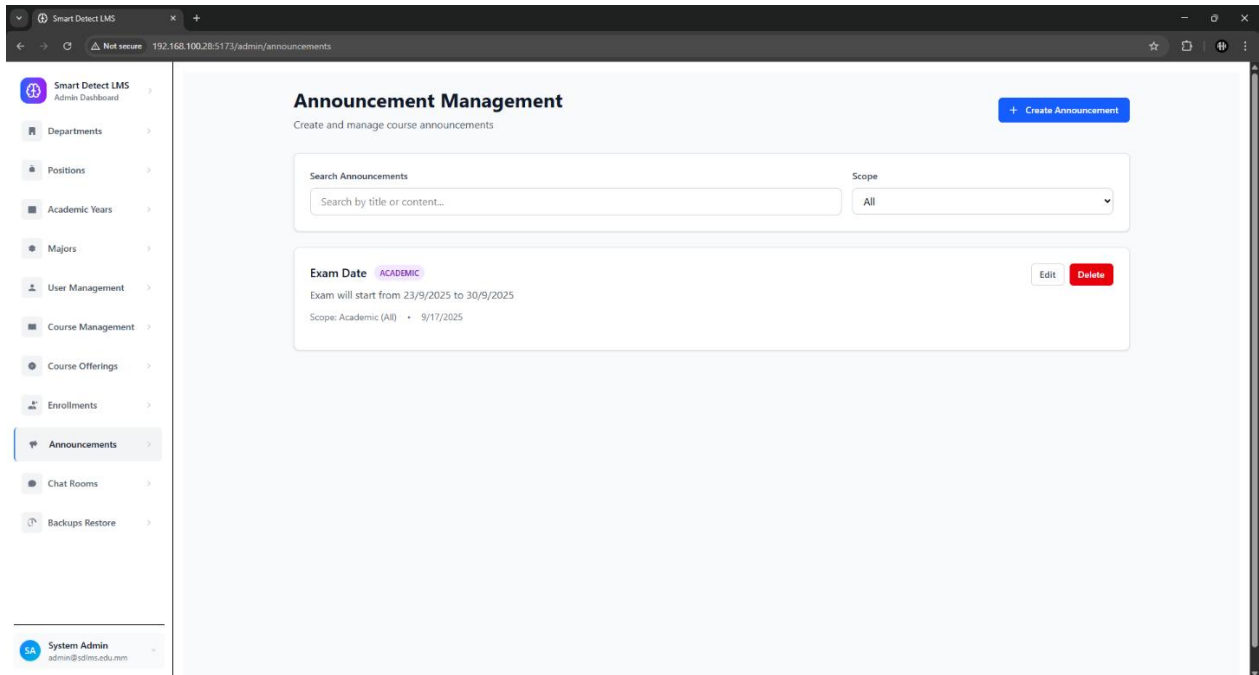 Smart Detect LMS
Not secure 192.168.100.28:5173/admin/announcements
Smart Detect LMS
Admin Dashboard
Departments
Positions
Academic Years
Majors
User Management
Course Management
Course Offerings
Enrollments
Announcements
Chat Rooms
Backups Restore
SA
System Admin
admin@sdlms.edu.mm
Announcement Management
Create and manage course announcements
+ Create Announcement
Search Announcements
Search by title or content...
Scope
All
Exam Date ACADEMIC
Edit Delete
Exam will start from 23/9/2025 to 30/9/2025
Scope: Academic (All) • 9/17/2025